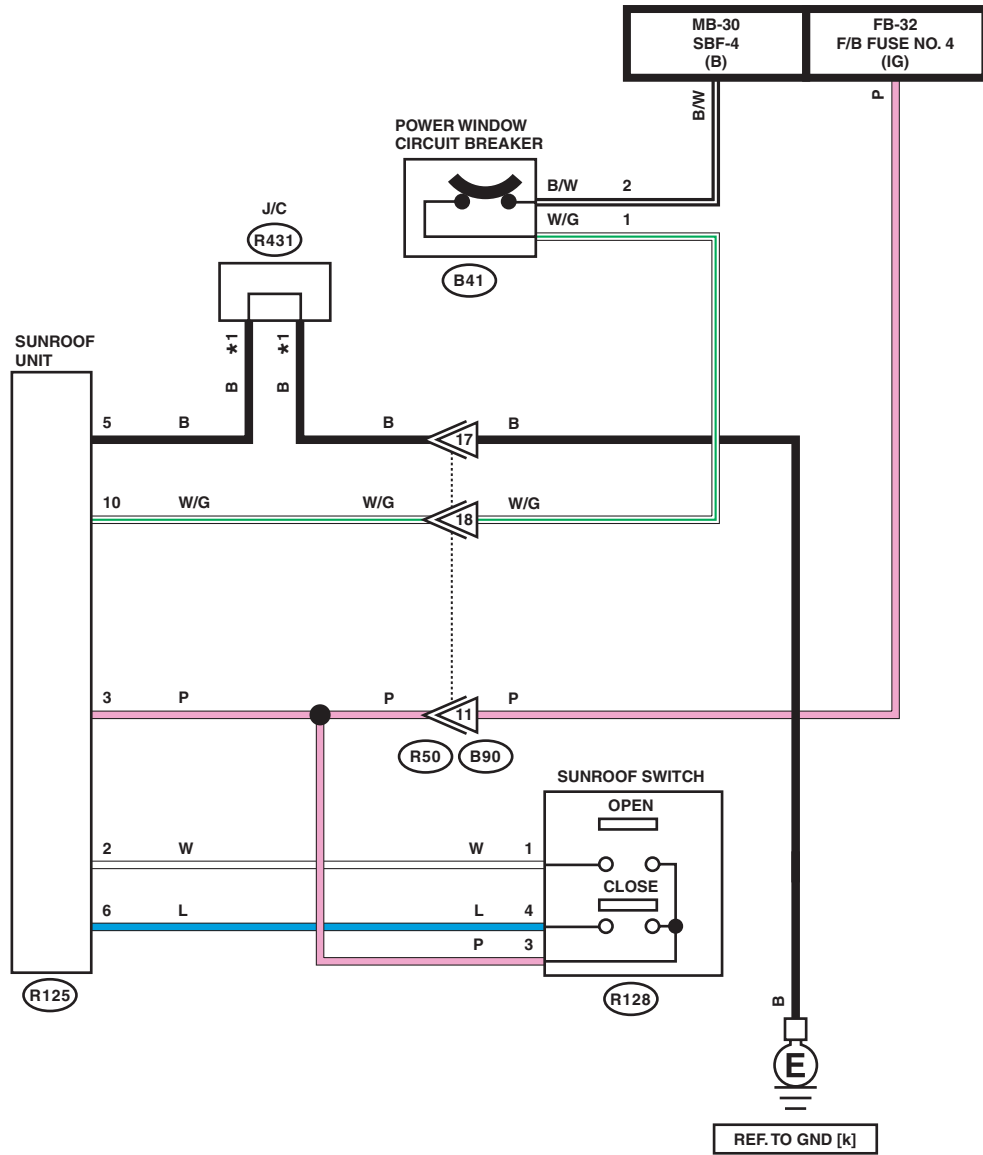 MB-30
SBF-4
(B)
FB-32
F/B FUSE NO. 4
(IG)
B/W
P
POWER WINDOW
CIRCUIT BREAKER
B/W 2
W/G 1
B41
J/C
R431
*1
*1
B
B
SUNROOF
UNIT
5 B B 17 B
10 W/G W/G 18 W/G
3 P P 11 P
R50 B90
SUNROOF SWITCH
OPEN
2 W W 1
CLOSE
6 L L 4
P 3
R125
R128
B
E
REF. TO GND [k]